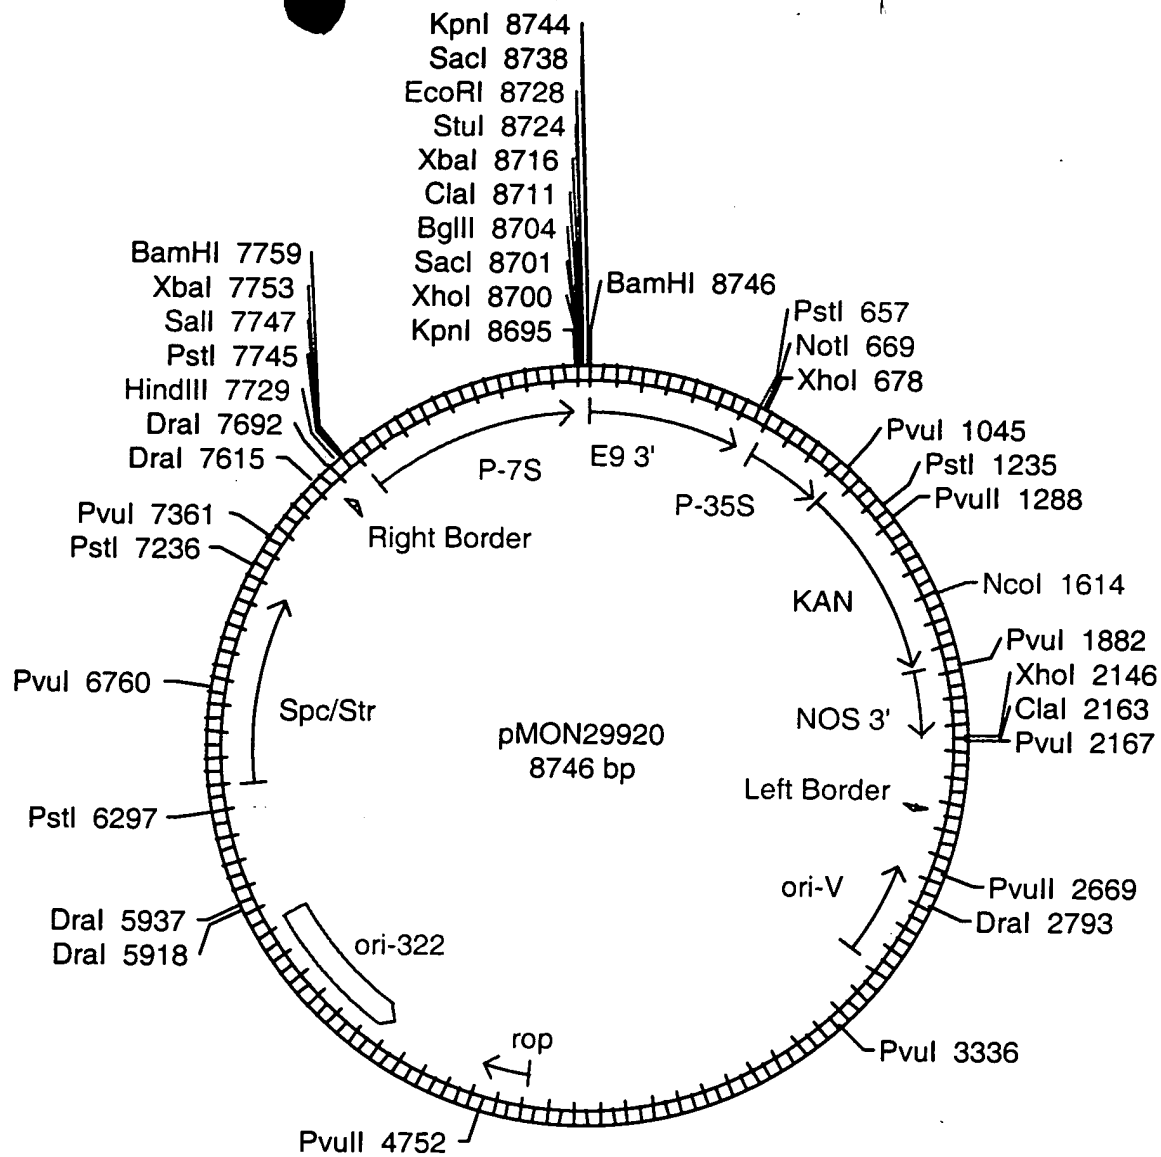 KpnI 8744
SacI 8738
EcoRI 8728
StuI 8724
XbaI 8716
ClaI 8711
BglII 8704
SacI 8701
XhoI 8700
KpnI 8695
BamHI 7759
XbaI 7753
SalI 7747
PstI 7745
HindIII 7729
DraI 7692
DraI 7615
PvuI 7361
PstI 7236
PvuI 6760
PstI 6297
DraI 5937
DraI 5918
PvuII 4752
BamHI 8746
PstI 657
NotI 669
XhoI 678
PvuI 1045
PstI 1235
PvuII 1288
NcoI 1614
PvuI 1882
XhoI 2146
ClaI 2163
PvuI 2167
PvuII 2669
DraI 2793
PvuI 3336
P-7S
E9 3'
P-35S
Right Border
KAN
Spc/Str
NOS 3'
pMON29920
8746 bp
Left Border
ori-V
ori-322
rop